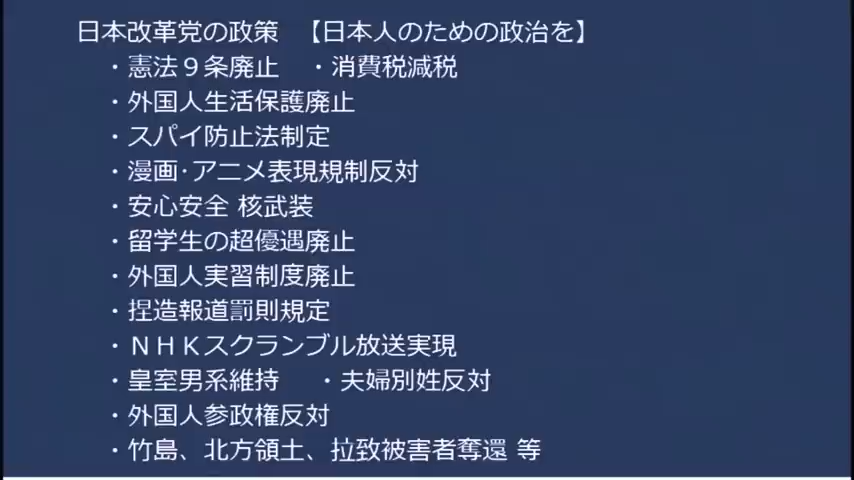 日本改革党の政策　【日本人のための政治を】
・憲法９条廃止　・消費税減税
・外国人生活保護廃止
・スパイ防止法制定
・漫画･アニメ表現規制反対
・安心安全 核武装
・留学生の超優遇廃止
・外国人実習制度廃止
・捏造報道罰則規定
・ＮＨＫスクランブル放送実現
・皇室男系維持　・夫婦別姓反対
・外国人参政権反対
・竹島、北方領土、拉致被害者奪還 等